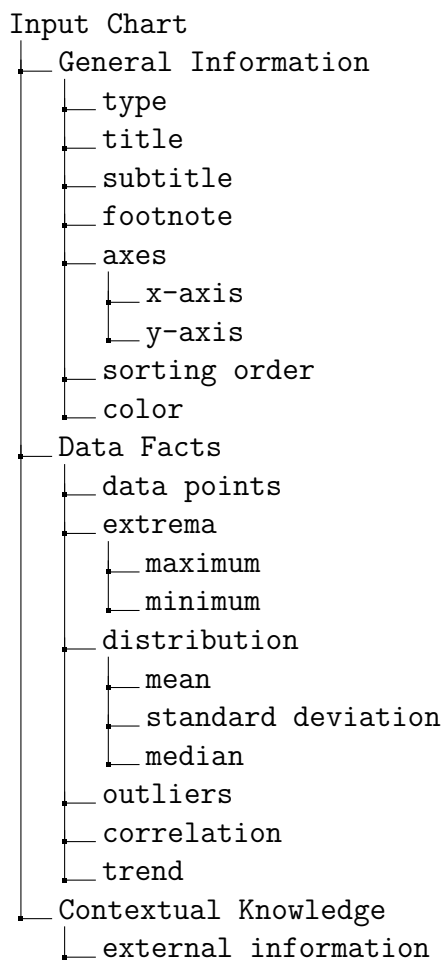 Input Chart
General Information
type
title
subtitle
footnote
axes
x-axis
y-axis
sorting order
color
Data Facts
data points
extrema
maximum
minimum
distribution
mean
standard deviation
median
outliers
correlation
trend
Contextual Knowledge
external information